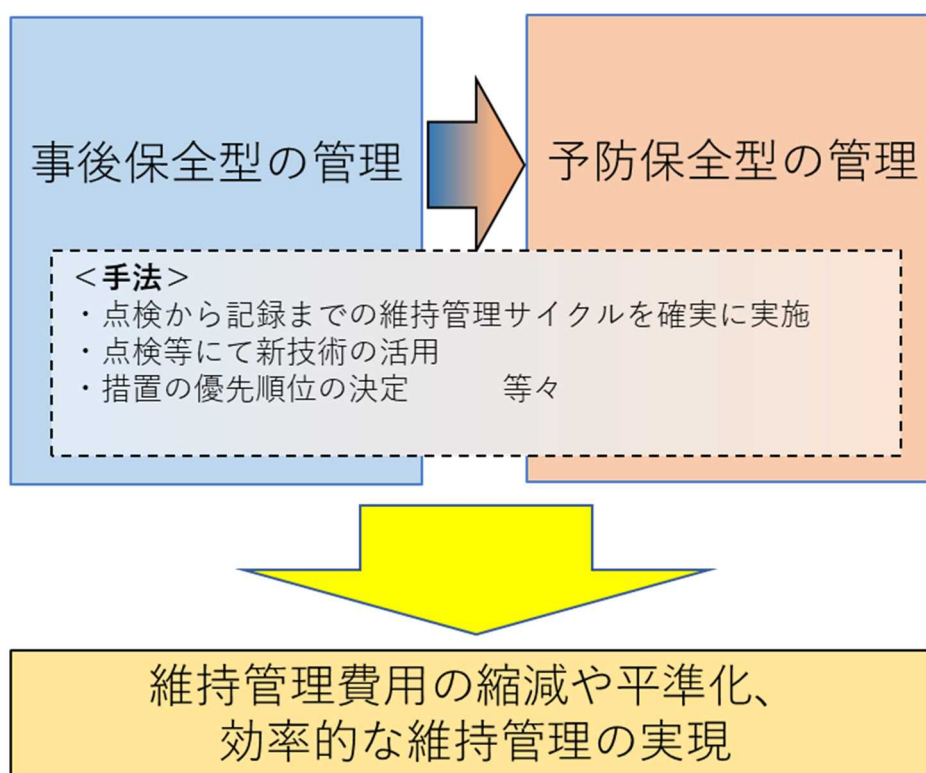 事後保全型の管理
予防保全型の管理
＜手法＞
・点検から記録までの維持管理サイクルを確実に実施
・点検等にて新技術の活用
・措置の優先順位の決定　　　等々
維持管理費用の縮減や平準化、
効率的な維持管理の実現